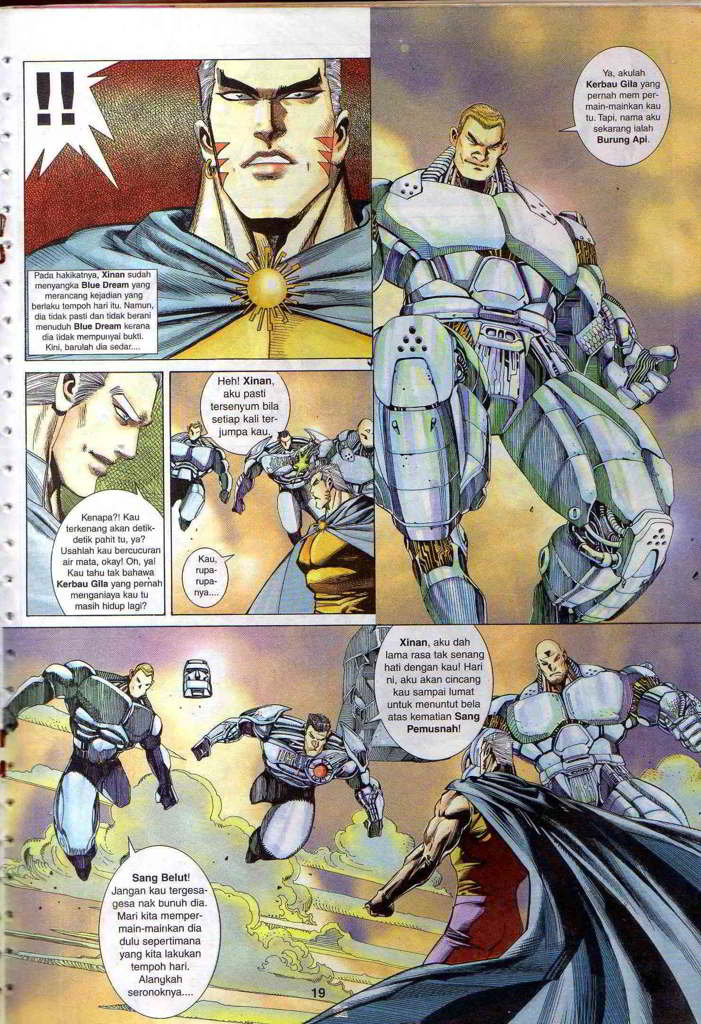 !!
Pada hakikatnya, Xinan sudah
menyangka Blue Dream yang
merancang kejadian yang
berlaku tempoh hari itu. Namun,
dia tidak pasti dan tidak berani
menuduh Blue Dream kerana
dia tidak mempunyai bukti.
Kini, barulah dia sedar....
Ya, akulah
Kerbau Gila yang
pernah mem per-
main-mainkan kau
tu. Tapi, nama aku
sekarang ialah
Burung Api.
Kenapa?! Kau
terkenang akan detik-
detik pahit tu, ya?
Usahlah kau bercucuran
air mata, okay! Oh, ya!
Kau tahu tak bahawa
Kerbau Gila yang pernah
menganiaya kau tu
masih hidup lagi?
Heh! Xinan,
aku pasti
tersenyum bila
setiap kali ter-
jumpa kau.
Kau,
rupa-
rupa-
nya....
Xinan, aku dah
lama rasa tak senang
hati dengan kau! Hari
ni, aku akan cincang
kau sampai lumat
untuk menuntut bela
atas kematian Sang
Pemusnah!
Sang Belut!
Jangan kau tergesa-
gesa nak bunuh dia.
Mari kita memper-
main-mainkan dia
dulu sepertimana
yang kita lakukan
tempoh hari.
Alangkah
seronoknya....
19